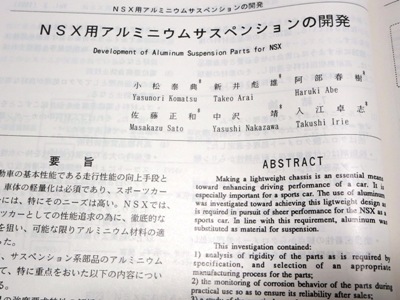 NSX用アルミニウムサスペンションの開発
NSX用アルミニウムサスペンションの開発
Development of Aluminum Suspension Parts for NSX
小松泰典 新井彪雄 阿部春樹
Yasunori Komatsu Takeo Arai Haruki Abe
佐藤正和 中沢靖 入江卓志
Masakazu Sato Yasushi Nakazawa Takushi Irie
要旨
動車の基本性能である走行性能の向上手段と
車体の軽量化は必須であり、スポーツカー
には、特にそのニーズは高い。NSXでは、
ツカーとしての性能追求の為に、徹底的な
を狙い、可能な限りアルミニウム材料の適
った。
、サスペンション系部品のアルミニウム
て、特に重点をおいた以下の内容につい
る。
ABSTRACT
Making a lightweight chassis is an essential means
toward enhancing driving performance of a car. It is
especially important for sports car. The use of aluminum
was investigated toward achieving this ligtweight design as
is required in pursuit of sheer performance for the NSX as a
sports car. In line with this requirement, aluminum was
substituted as material for suspension.
This investigation contained:
1) analysis of rigidity of the parts as is required by
specification, and selection of an appropriate
manufacturing process for the parts;
2) the monitoring of corrosion behavior of the parts during
practical use so as to ensure its reliability after sales;